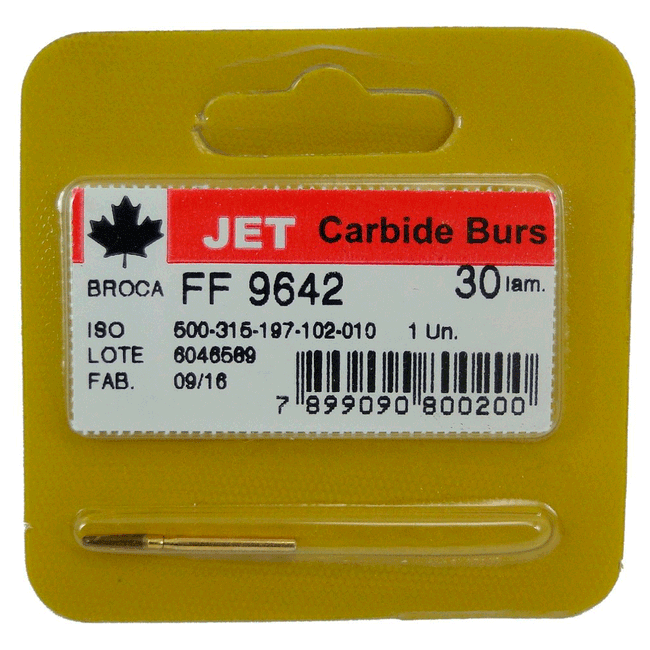 JET Carbide Burs
BROCA FF 9642 30 lam.
ISO 500-315-197-102-010 1 Un.
LOTE 6046569
FAB. 09/16
7 899090 800200